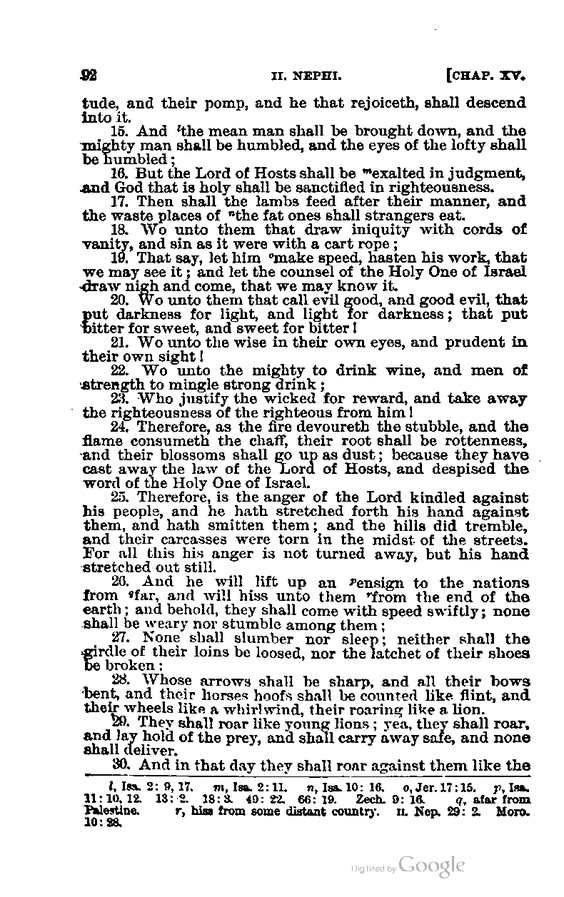 92 II. NEPHI. [CHAP. XV.
tude, and their pomp, and he that rejoiceth, shall descend
into it.
15. And ˡthe mean man shall be brought down, and the
mighty man shall be humbled, and the eyes of the lofty shall
be humbled;
16. But the Lord of Hosts shall be ᵐexalted in judgment,
and God that is holy shall be sanctified in righteousness.
17. Then shall the lambs feed after their manner, and
the waste places of ⁿthe fat ones shall strangers eat.
18. Wo unto them that draw iniquity with cords of
vanity, and sin as it were with a cart rope;
19. That say, let him ᵒmake speed, hasten his work, that
we may see it; and let the counsel of the Holy One of Israel
draw nigh and come, that we may know it.
20. Wo unto them that call evil good, and good evil, that
put darkness for light, and light for darkness; that put
bitter for sweet, and sweet for bitter!
21. Wo unto the wise in their own eyes, and prudent in
their own sight!
22. Wo unto the mighty to drink wine, and men of
strength to mingle strong drink;
23. Who justify the wicked for reward, and take away
the righteousness of the righteous from him!
24. Therefore, as the fire devoureth the stubble, and the
flame consumeth the chaff, their root shall be rottenness,
and their blossoms shall go up as dust; because they have
cast away the law of the Lord of Hosts, and despised the
word of the Holy One of Israel.
25. Therefore, is the anger of the Lord kindled against
his people, and he hath stretched forth his hand against
them, and hath smitten them; and the hills did tremble,
and their carcasses were torn in the midst of the streets.
For all this his anger is not turned away, but his hand
stretched out still.
26. And he will lift up an ᵖensign to the nations
from ᑫfar, and will hiss unto them ʳfrom the end of the
earth; and behold, they shall come with speed swiftly; none
shall be weary nor stumble among them;
27. None shall slumber nor sleep; neither shall the
girdle of their loins be loosed, nor the latchet of their shoes
be broken;
28. Whose arrows shall be sharp, and all their bows
bent, and their horses hoofs shall be counted like flint, and
their wheels like a whirlwind, their roaring like a lion.
29. They shall roar like young lions; yea, they shall roar,
and lay hold of the prey, and shall carry away safe, and none
shall deliver.
30. And in that day they shall roar against them like the
l, Isa. 2: 9, 17. m, Isa. 2: 11. n, Isa. 10: 16. o, Jer. 17: 15. p, Isa.
11: 10, 12. 13: 2. 18: 3. 49: 22. 66: 19. Zech. 9: 16. q, afar from
Palestine. r, hiss from some distant country. II. Nep. 29: 2. Moro.
10: 28.
Digitized by Google